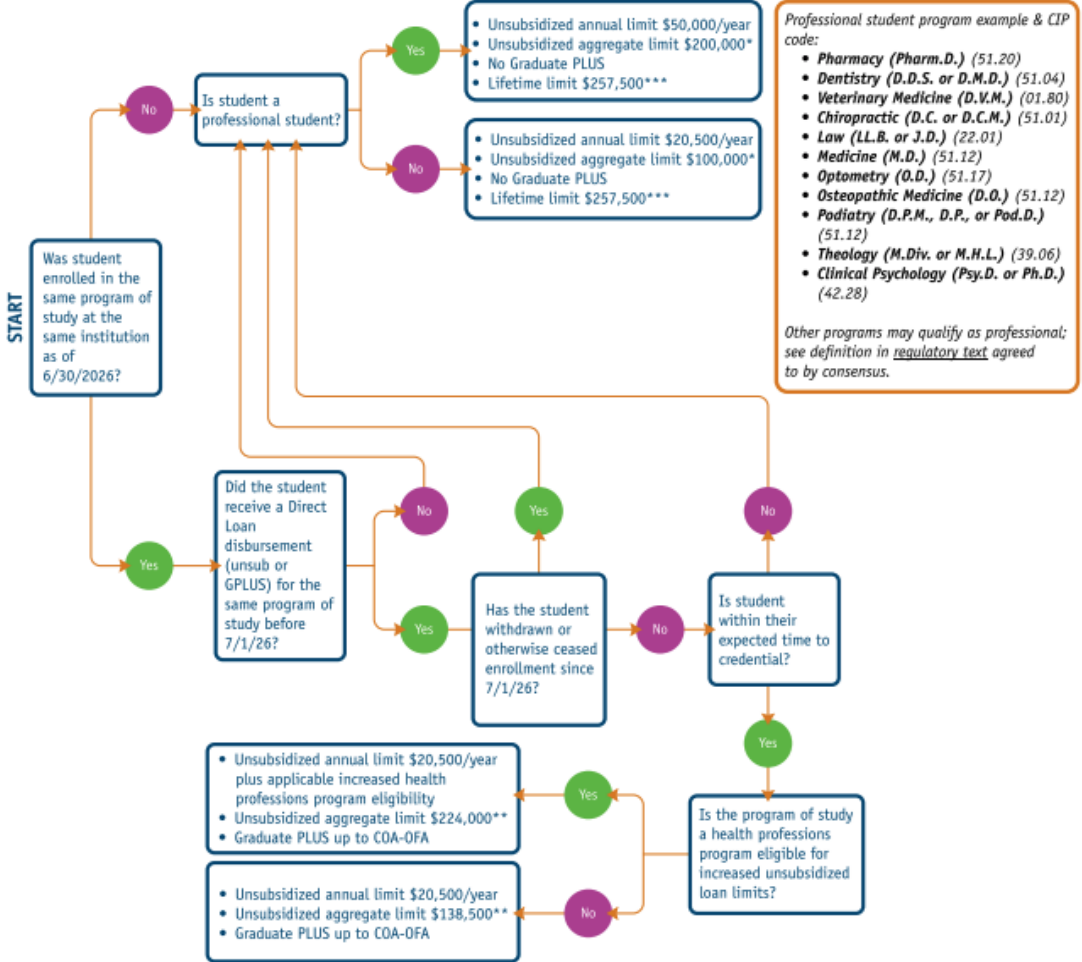 START
Was student
enrolled in the
same program of
study at the
same institution
as of
6/30/2026?
No
Is student a
professional student?
Yes
• Unsubsidized annual limit $50,000/year
• Unsubsidized aggregate limit $200,000*
• No Graduate PLUS
• Lifetime limit $257,500***
No
• Unsubsidized annual limit $20,500/year
• Unsubsidized aggregate limit $100,000*
• No Graduate PLUS
• Lifetime limit $257,500***
Professional student program example & CIP
code:
• Pharmacy (Pharm.D.) (51.20)
• Dentistry (D.D.S. or D.M.D.) (51.04)
• Veterinary Medicine (D.V.M.) (01.80)
• Chiropractic (D.C. or D.C.M.) (51.01)
• Law (LL.B. or J.D.) (22.01)
• Medicine (M.D.) (51.12)
• Optometry (O.D.) (51.17)
• Osteopathic Medicine (D.O.) (51.12)
• Podiatry (D.P.M., D.P., or Pod.D.)
(51.12)
• Theology (M.Div. or M.H.L.) (39.06)
• Clinical Psychology (Psy.D. or Ph.D.)
(42.28)
Other programs may qualify as professional;
see definition in regulatory text agreed
to by consensus.
Yes
Did the student
receive a Direct
Loan
disbursement
(unsub or
GPLUS) for the
same program of
study before
7/1/26?
No
Yes
Has the student
withdrawn or
otherwise ceased
enrollment since
7/1/26?
Yes
No
Is student
within their
expected time to
credential?
No
Yes
Is the program of study
a health professions
program eligible for
increased unsubsidized
loan limits?
Yes
• Unsubsidized annual limit $20,500/year
plus applicable increased health
professions program eligibility
• Unsubsidized aggregate limit $224,000**
• Graduate PLUS up to COA-OFA
No
• Unsubsidized annual limit $20,500/year
• Unsubsidized aggregate limit $138,500**
• Graduate PLUS up to COA-OFA